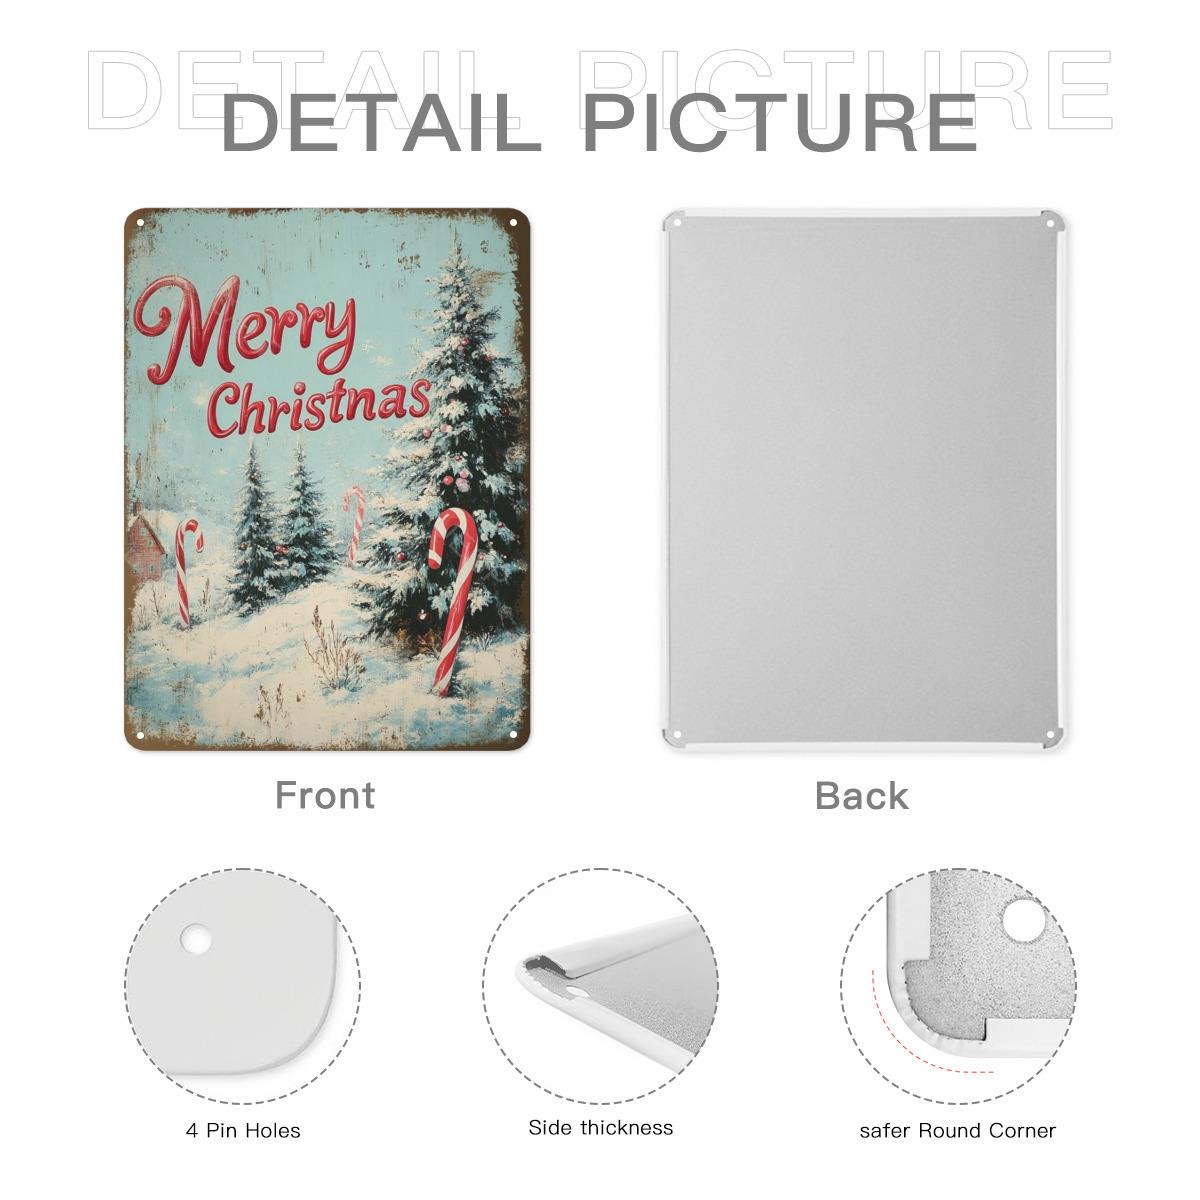 DETAIL PICTURE
DETAIL PICTURE
Merry
Christnas
Front
Back
4 Pin Holes
Side thickness
safer Round Corner